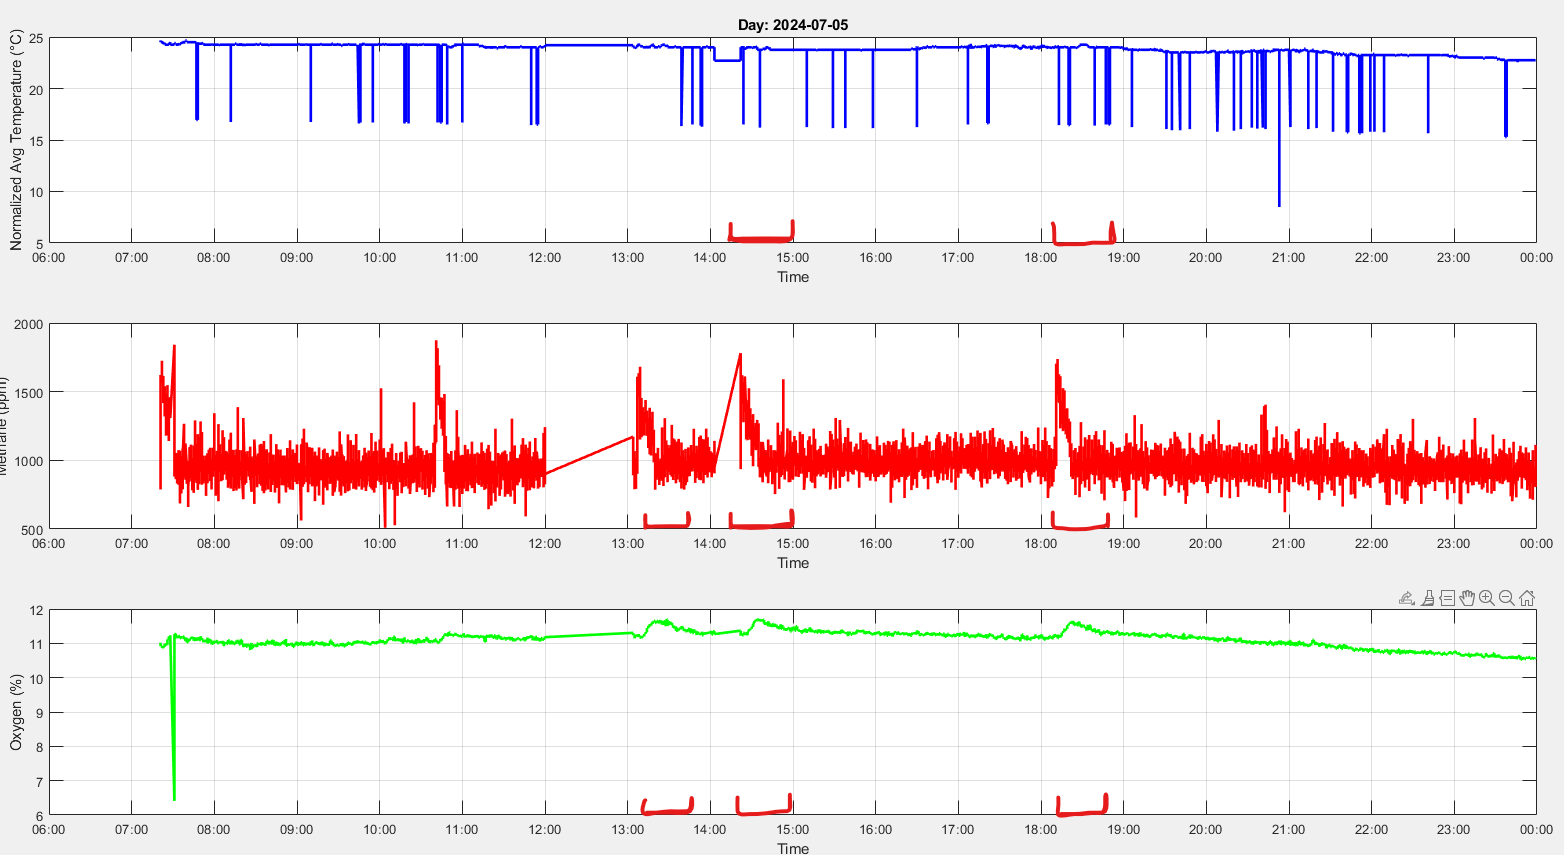 Day: 2024-07-05
Normalized Avg Temperature (°C)
25
20
15
10
5
06:00 07:00 08:00 09:00 10:00 11:00 12:00 13:00 14:00 15:00 16:00 17:00 18:00 19:00 20:00 21:00 22:00 23:00 00:00
Time
Methane (ppm)
2000
1500
1000
500
06:00 07:00 08:00 09:00 10:00 11:00 12:00 13:00 14:00 15:00 16:00 17:00 18:00 19:00 20:00 21:00 22:00 23:00 00:00
Time
Oxygen (%)
12
11
10
9
8
7
6
06:00 07:00 08:00 09:00 10:00 11:00 12:00 13:00 14:00 15:00 16:00 17:00 18:00 19:00 20:00 21:00 22:00 23:00 00:00
Time